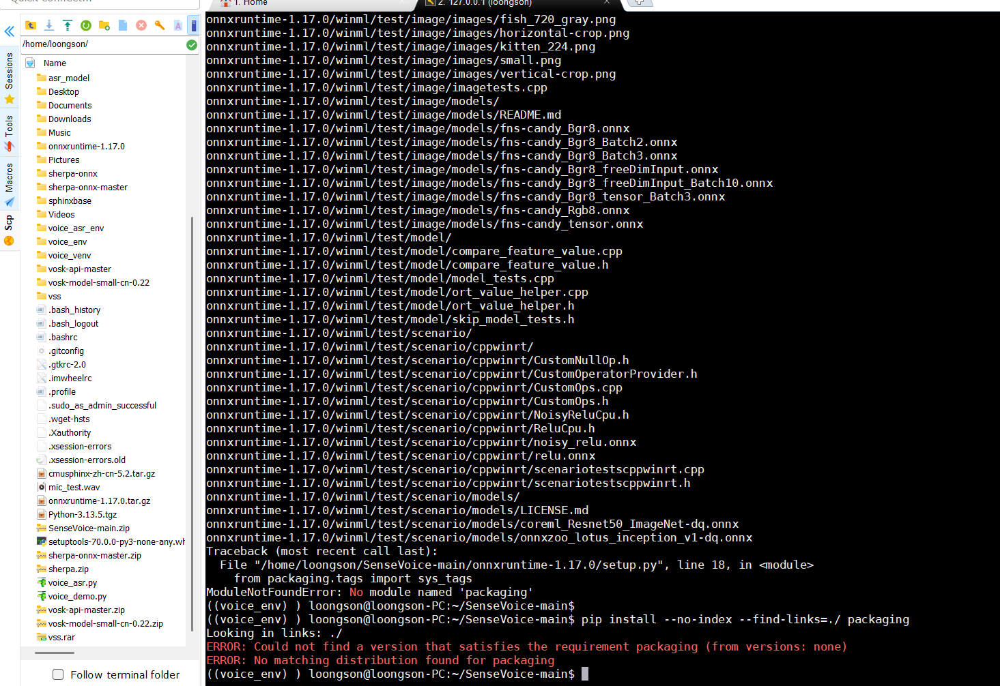 Quick connect...
1. Home
2. 127.0.0.1 (loongson)
Sessions
Tools
Macros
Scp
/home/loongson/
Name
asr_model
Desktop
Documents
Downloads
Music
onnxruntime-1.17.0
Pictures
sherpa-onnx
sherpa-onnx-master
sphinxbase
Videos
voice_asr_env
voice_env
voice_venv
vosk-api-master
vosk-model-small-cn-0.22
vss
.bash_history
.bash_logout
.bashrc
.gitconfig
.gtkrc-2.0
.imwheelrc
.profile
.sudo_as_admin_successful
.wget-hsts
.Xauthority
.xsession-errors
.xsession-errors.old
cmusphinx-zh-cn-5.2.tar.gz
mic_test.wav
onnxruntime-1.17.0.tar.gz
Python-3.13.5.tgz
SenseVoice-main.zip
setuptools-70.0.0-py3-none-any.wh
sherpa-onnx-master.zip
sherpa.zip
voice_asr.py
voice_demo.py
vosk-api-master.zip
vosk-model-small-cn-0.22.zip
vss.rar
Follow terminal folder
onnxruntime-1.17.0/winml/test/image/images/fish_720_gray.png
onnxruntime-1.17.0/winml/test/image/images/horizontal-crop.png
onnxruntime-1.17.0/winml/test/image/images/kitten_224.png
onnxruntime-1.17.0/winml/test/image/images/small.png
onnxruntime-1.17.0/winml/test/image/images/vertical-crop.png
onnxruntime-1.17.0/winml/test/image/imagetests.cpp
onnxruntime-1.17.0/winml/test/image/models/
onnxruntime-1.17.0/winml/test/image/models/README.md
onnxruntime-1.17.0/winml/test/image/models/fns-candy_Bgr8.onnx
onnxruntime-1.17.0/winml/test/image/models/fns-candy_Bgr8_Batch2.onnx
onnxruntime-1.17.0/winml/test/image/models/fns-candy_Bgr8_Batch3.onnx
onnxruntime-1.17.0/winml/test/image/models/fns-candy_Bgr8_freeDimInput.onnx
onnxruntime-1.17.0/winml/test/image/models/fns-candy_Bgr8_freeDimInput_Batch10.onnx
onnxruntime-1.17.0/winml/test/image/models/fns-candy_Bgr8_tensor_Batch3.onnx
onnxruntime-1.17.0/winml/test/image/models/fns-candy_Rgb8.onnx
onnxruntime-1.17.0/winml/test/image/models/fns-candy_tensor.onnx
onnxruntime-1.17.0/winml/test/model/
onnxruntime-1.17.0/winml/test/model/compare_feature_value.cpp
onnxruntime-1.17.0/winml/test/model/compare_feature_value.h
onnxruntime-1.17.0/winml/test/model/model_tests.cpp
onnxruntime-1.17.0/winml/test/model/ort_value_helper.cpp
onnxruntime-1.17.0/winml/test/model/ort_value_helper.h
onnxruntime-1.17.0/winml/test/model/skip_model_tests.h
onnxruntime-1.17.0/winml/test/scenario/
onnxruntime-1.17.0/winml/test/scenario/cppwinrt/
onnxruntime-1.17.0/winml/test/scenario/cppwinrt/CustomNullOp.h
onnxruntime-1.17.0/winml/test/scenario/cppwinrt/CustomOperatorProvider.h
onnxruntime-1.17.0/winml/test/scenario/cppwinrt/CustomOps.cpp
onnxruntime-1.17.0/winml/test/scenario/cppwinrt/CustomOps.h
onnxruntime-1.17.0/winml/test/scenario/cppwinrt/NoisyReluCpu.h
onnxruntime-1.17.0/winml/test/scenario/cppwinrt/ReluCpu.h
onnxruntime-1.17.0/winml/test/scenario/cppwinrt/noisy_relu.onnx
onnxruntime-1.17.0/winml/test/scenario/cppwinrt/relu.onnx
onnxruntime-1.17.0/winml/test/scenario/cppwinrt/scenariotestscppwinrt.cpp
onnxruntime-1.17.0/winml/test/scenario/cppwinrt/scenariotestscppwinrt.h
onnxruntime-1.17.0/winml/test/scenario/models/
onnxruntime-1.17.0/winml/test/scenario/models/LICENSE.md
onnxruntime-1.17.0/winml/test/scenario/models/coreml_Resnet50_ImageNet-dq.onnx
onnxruntime-1.17.0/winml/test/scenario/models/onnxzoo_lotus_inception_v1-dq.onnx
Traceback (most recent call last):
  File "/home/loongson/SenseVoice-main/onnxruntime-1.17.0/setup.py", line 18, in <module>
    from packaging.tags import sys_tags
ModuleNotFoundError: No module named 'packaging'
((voice_env) ) loongson@loongson-PC:~/SenseVoice-main$
((voice_env) ) loongson@loongson-PC:~/SenseVoice-main$ pip install --no-index --find-links=./ packaging
Looking in links: ./
ERROR: Could not find a version that satisfies the requirement packaging (from versions: none)
ERROR: No matching distribution found for packaging
((voice_env) ) loongson@loongson-PC:~/SenseVoice-main$